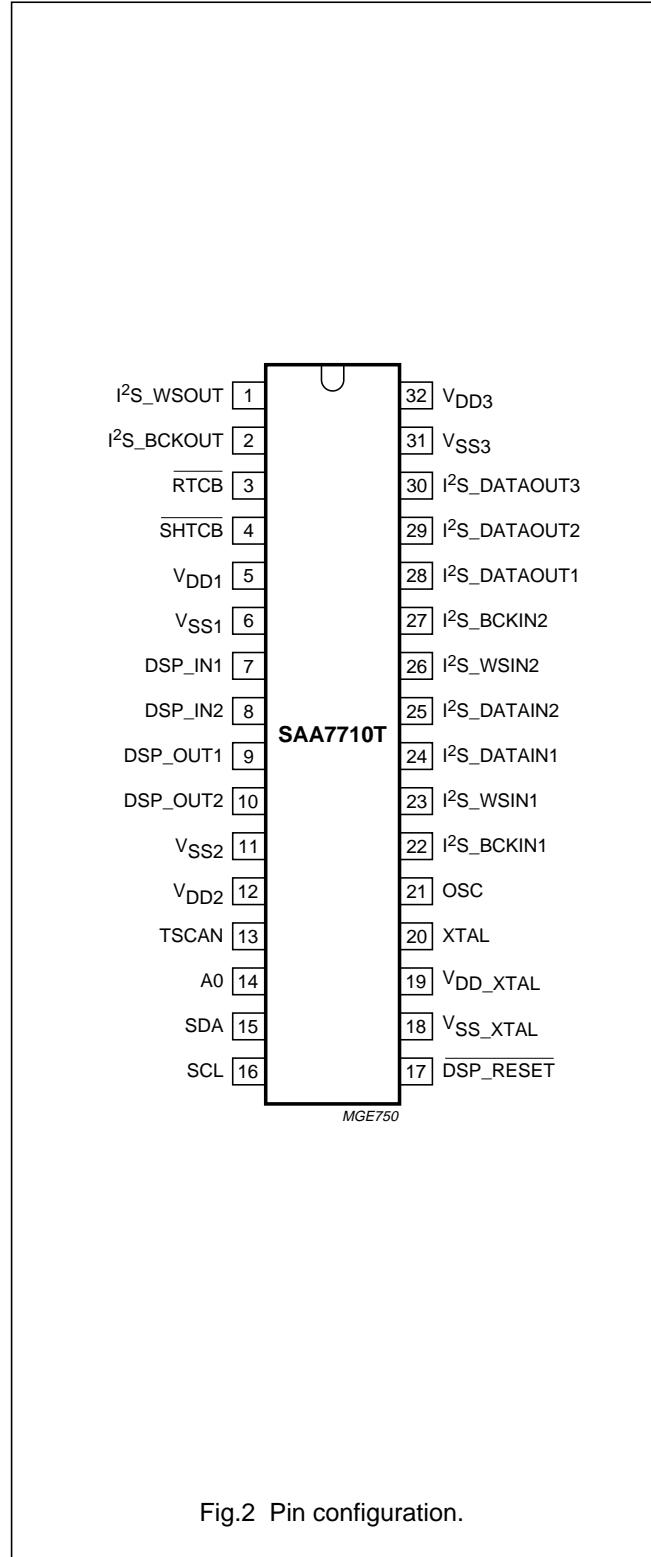 I²S_WSOUT 1
I²S_BCKOUT 2
RTCB 3
SHTCB 4
VDD1 5
VSS1 6
DSP_IN1 7
DSP_IN2 8
DSP_OUT1 9
DSP_OUT2 10
VSS2 11
VDD2 12
TSCAN 13
A0 14
SDA 15
SCL 16
SAA7710T
32 VDD3
31 VSS3
30 I²S_DATAOUT3
29 I²S_DATAOUT2
28 I²S_DATAOUT1
27 I²S_BCKIN2
26 I²S_WSIN2
25 I²S_DATAIN2
24 I²S_DATAIN1
23 I²S_WSIN1
22 I²S_BCKIN1
21 OSC
20 XTAL
19 VDD_XTAL
18 VSS_XTAL
17 DSP_RESET
MGE750
Fig.2 Pin configuration.